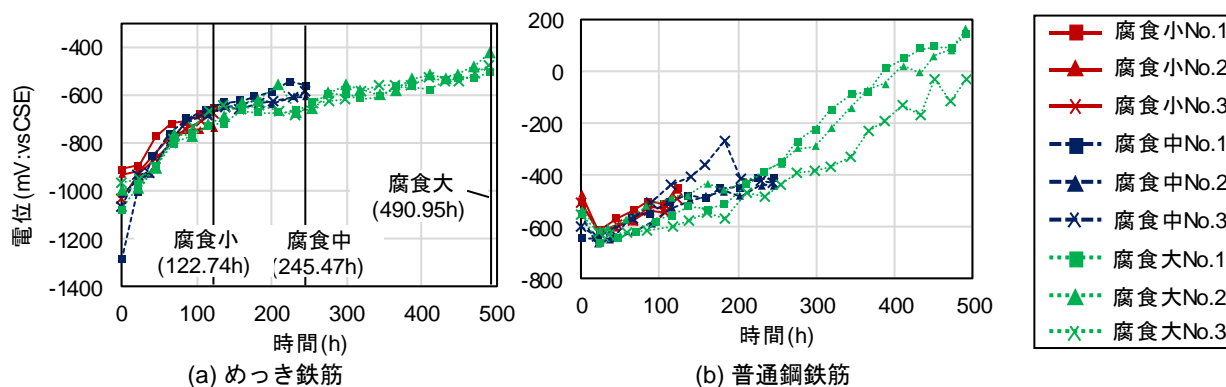 電位 (mV:vsCSE)
-400
-600
-800
-1000
-1200
-1400
0
100
200
300
400
500
時間(h)
腐食小
(122.74h)
腐食中
(245.47h)
腐食大
(490.95h)
(a) めっき鉄筋
200
0
-200
-400
-600
-800
0
100
200
300
400
500
時間(h)
(b) 普通鋼鉄筋
腐食小No.1
腐食小No.2
腐食小No.3
腐食中No.1
腐食中No.2
腐食中No.3
腐食大No.1
腐食大No.2
腐食大No.3